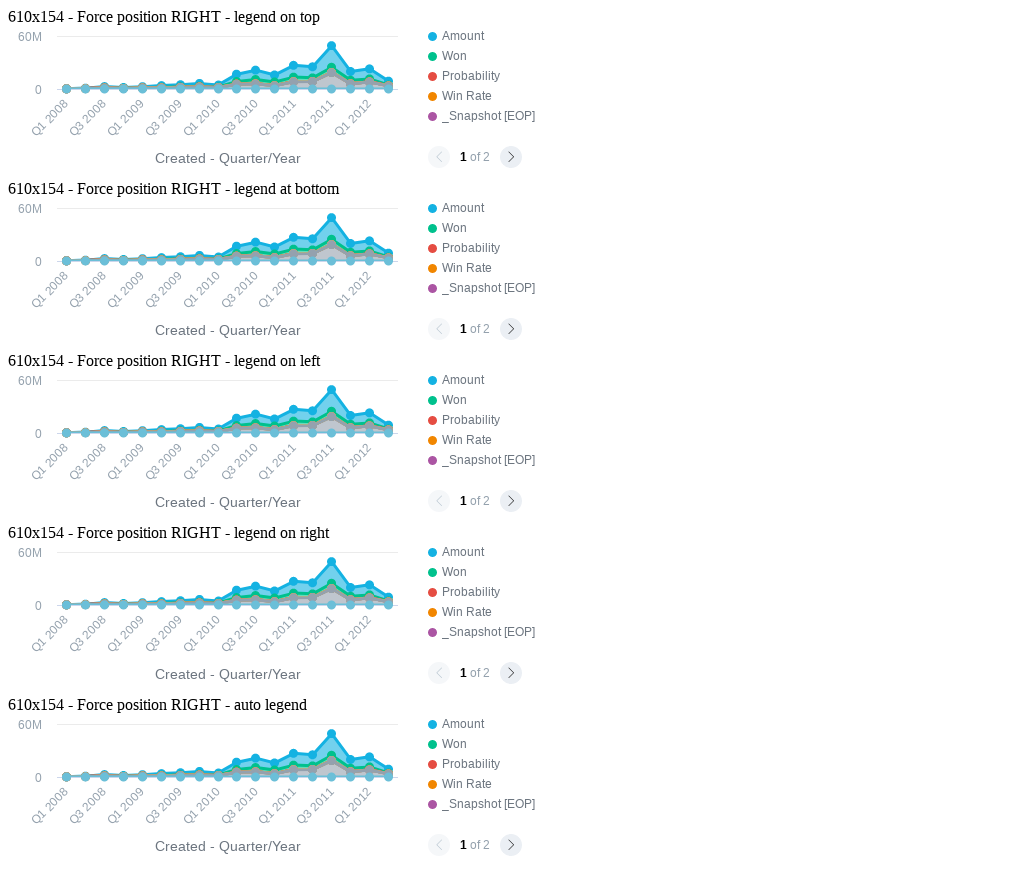 610x154 - Force position RIGHT - legend on top
60M
0
Q1 2008
Q3 2008
Q1 2009
Q3 2009
Q1 2010
Q3 2010
Q1 2011
Q3 2011
Q1 2012
Created - Quarter/Year
Amount
Won
Probability
Win Rate
_Snapshot [EOP]
1 of 2
610x154 - Force position RIGHT - legend at bottom
60M
0
Q1 2008
Q3 2008
Q1 2009
Q3 2009
Q1 2010
Q3 2010
Q1 2011
Q3 2011
Q1 2012
Created - Quarter/Year
Amount
Won
Probability
Win Rate
_Snapshot [EOP]
1 of 2
610x154 - Force position RIGHT - legend on left
60M
0
Q1 2008
Q3 2008
Q1 2009
Q3 2009
Q1 2010
Q3 2010
Q1 2011
Q3 2011
Q1 2012
Created - Quarter/Year
Amount
Won
Probability
Win Rate
_Snapshot [EOP]
1 of 2
610x154 - Force position RIGHT - legend on right
60M
0
Q1 2008
Q3 2008
Q1 2009
Q3 2009
Q1 2010
Q3 2010
Q1 2011
Q3 2011
Q1 2012
Created - Quarter/Year
Amount
Won
Probability
Win Rate
_Snapshot [EOP]
1 of 2
610x154 - Force position RIGHT - auto legend
60M
0
Q1 2008
Q3 2008
Q1 2009
Q3 2009
Q1 2010
Q3 2010
Q1 2011
Q3 2011
Q1 2012
Created - Quarter/Year
Amount
Won
Probability
Win Rate
_Snapshot [EOP]
1 of 2